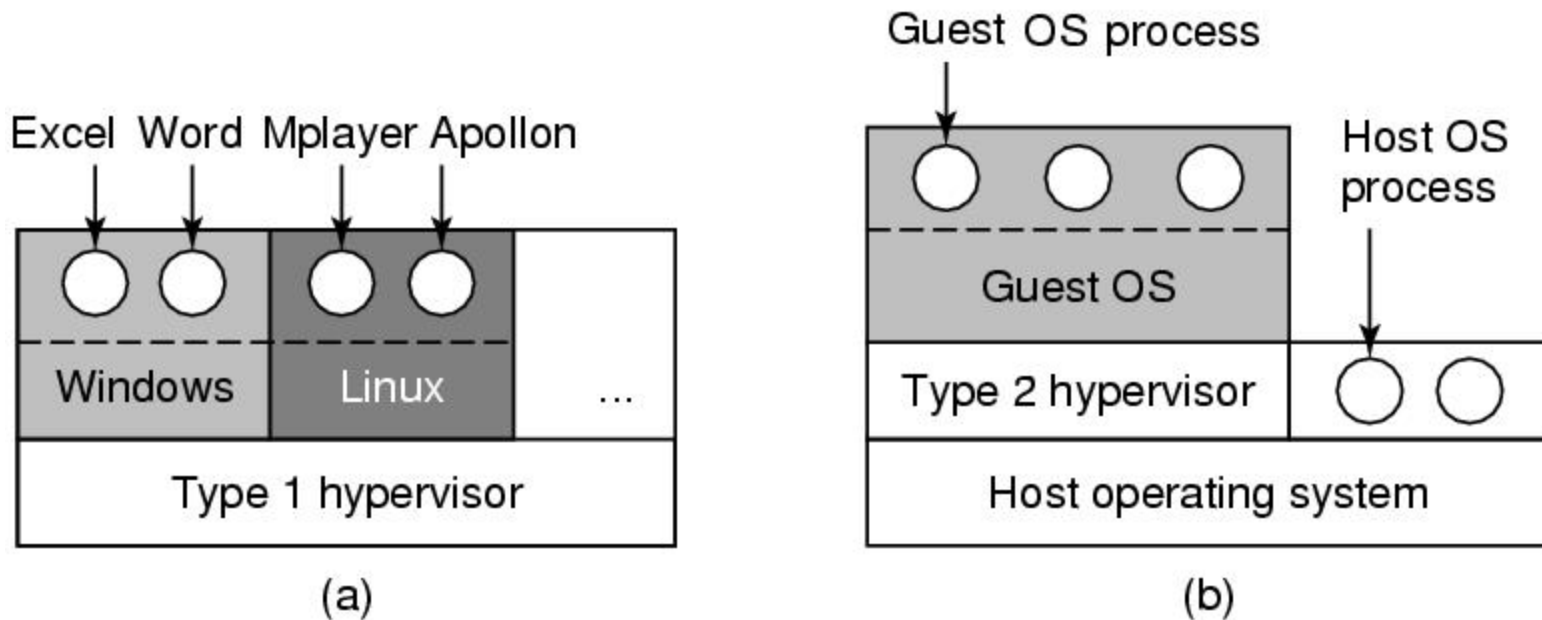 Excel Word Mplayer Apollon
Windows Linux ...
Type 1 hypervisor
(a)
Guest OS process
Host OS
process
Guest OS
Type 2 hypervisor
Host operating system
(b)